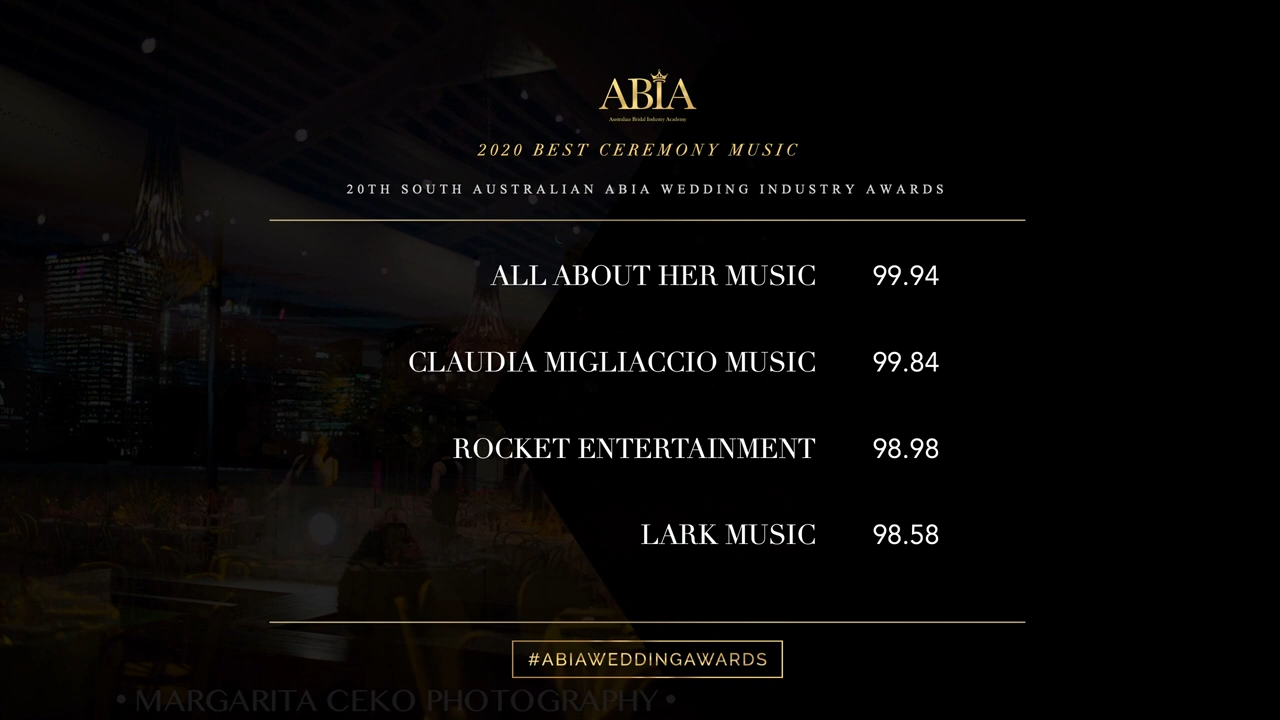 ABIA
Australian Bridal Industry Academy
2020 BEST CEREMONY MUSIC
20TH SOUTH AUSTRALIAN ABIA WEDDING INDUSTRY AWARDS
ALL ABOUT HER MUSIC 99.94
CLAUDIA MIGLIACCIO MUSIC 99.84
ROCKET ENTERTAINMENT 98.98
LARK MUSIC 98.58
#ABIAWEDDINGAWARDS
• MARGARITA CEKO PHOTOGRAPHY •